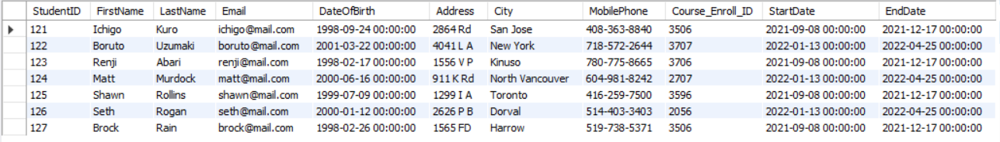 StudentID FirstName LastName Email DateOfBirth Address City MobilePhone Course_Enroll_ID StartDate EndDate
121 Ichigo Kuro ichigo@mail.com 1998-09-24 00:00:00 2864 Rd San Jose 408-363-8840 3506 2021-09-08 00:00:00 2021-12-17 00:00:00
122 Boruto Uzumaki boruto@mail.com 2001-03-22 00:00:00 4041 L A New York 718-572-2644 3707 2022-01-13 00:00:00 2022-04-25 00:00:00
123 Renji Abari renji@mail.com 1998-02-17 00:00:00 1556 V P Kinuso 780-775-8665 3706 2021-09-08 00:00:00 2021-12-17 00:00:00
124 Matt Murdock matt@mail.com 2000-06-16 00:00:00 911 K Rd North Vancouver 604-981-8242 2707 2022-01-13 00:00:00 2022-04-25 00:00:00
125 Shawn Rollins shawn@mail.com 1999-07-09 00:00:00 1299 I A Toronto 416-259-7500 3596 2021-09-08 00:00:00 2021-12-17 00:00:00
126 Seth Rogan seth@mail.com 2000-01-12 00:00:00 2626 P B Dorval 514-403-3403 2056 2022-01-13 00:00:00 2022-04-25 00:00:00
127 Brock Rain brock@mail.com 1998-02-26 00:00:00 1565 FD Harrow 519-738-5371 3506 2021-09-08 00:00:00 2021-12-17 00:00:00